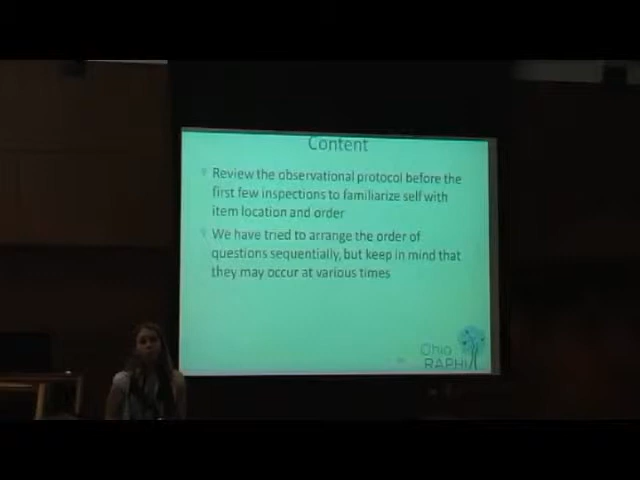 Content
Review the observational protocol before the
first few inspections to familiarize self with
item location and order
We have tried to arrange the order of
questions sequentially, but keep in mind that
they may occur at various times
Ohio
RAPHI